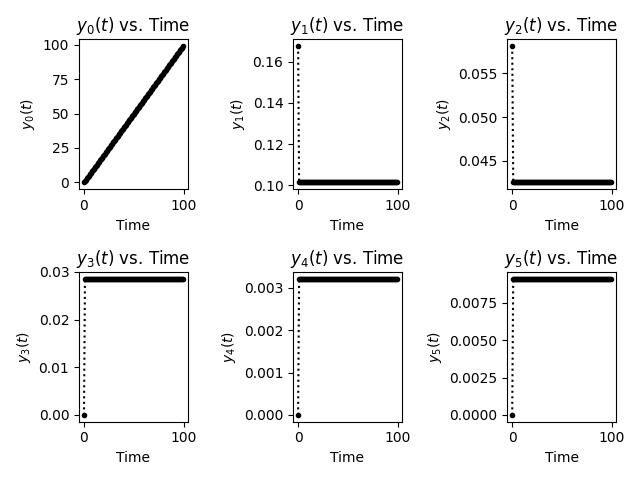 y₀(t) vs. Time
y₁(t) vs. Time
y₂(t) vs. Time
100
75
50
25
0
y₀(t)
0 100
Time
0.16
0.14
0.12
0.10
y₁(t)
0 100
Time
0.055
0.050
0.045
y₂(t)
0 100
Time
y₃(t) vs. Time
y₄(t) vs. Time
y₅(t) vs. Time
0.03
0.02
0.01
0.00
y₃(t)
0 100
Time
0.003
0.002
0.001
0.000
y₄(t)
0 100
Time
0.0075
0.0050
0.0025
0.0000
y₅(t)
0 100
Time